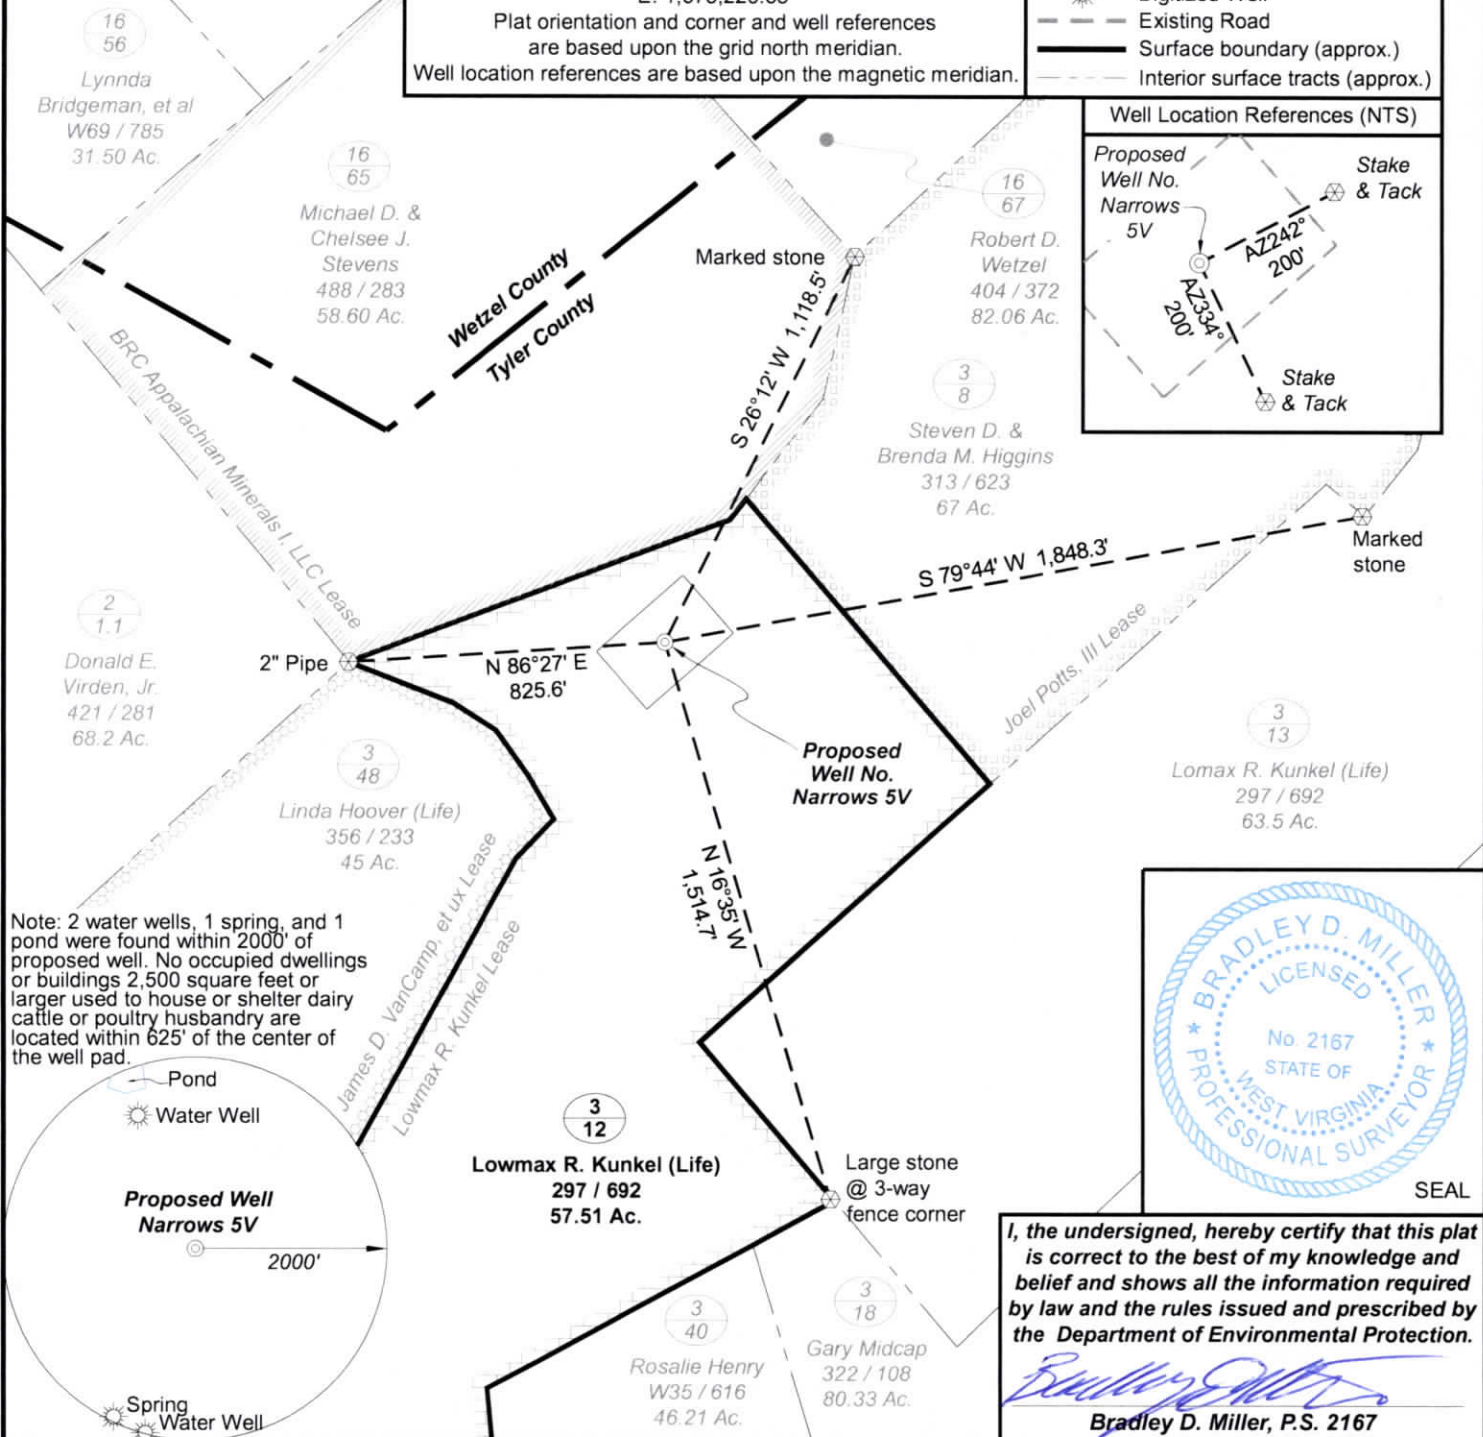 Plat orientation and corner and well references
are based upon the grid north meridian.
Well location references are based upon the magnetic meridian.
Existing Road
Surface boundary (approx.)
Interior surface tracts (approx.)
Well Location References (NTS)
Proposed
Well No.
Narrows
5V
Stake
& Tack
AZ242°
200'
AZ334°
200'
Stake
& Tack
16
56
Lynnda
Bridgeman, et al
W69 / 785
31.50 Ac.
16
65
Michael D. &
Chelsee J.
Stevens
488 / 283
58.60 Ac.
Wetzel County
Tyler County
Marked stone
16
67
Robert D.
Wetzel
404 / 372
82.06 Ac.
S 26°12' W 1,118.5'
3
8
Steven D. &
Brenda M. Higgins
313 / 623
67 Ac.
BRC Appalachian Minerals I, LLC Lease
Marked
stone
S 79°44' W 1,848.3'
2
1.1
Donald E.
Virden, Jr.
421 / 281
68.2 Ac.
2" Pipe
N 86°27' E
825.6'
Joel Potts, III Lease
3
13
Lomax R. Kunkel (Life)
297 / 692
63.5 Ac.
3
48
Linda Hoover (Life)
356 / 233
45 Ac.
Proposed
Well No.
Narrows 5V
N 16°35' W
1,514.7'
James D. VanCamp, et ux Lease
Lowmax R. Kunkel Lease
Note: 2 water wells, 1 spring, and 1
pond were found within 2000' of
proposed well. No occupied dwellings
or buildings 2,500 square feet or
larger used to house or shelter dairy
cattle or poultry husbandry are
located within 625' of the center of
the well pad.
Pond
Water Well
Proposed Well
Narrows 5V
2000'
Spring
Water Well
3
12
Lowmax R. Kunkel (Life)
297 / 692
57.51 Ac.
Large stone
@ 3-way
fence corner
3
40
Rosalie Henry
W35 / 616
46.21 Ac.
3
18
Gary Midcap
322 / 108
80.33 Ac.
BRADLEY D. MILLER
LICENSED
No. 2167
STATE OF
WEST VIRGINIA
PROFESSIONAL SURVEYOR
SEAL
I, the undersigned, hereby certify that this plat
is correct to the best of my knowledge and
belief and shows all the information required
by law and the rules issued and prescribed by
the Department of Environmental Protection.
Bradley D. Miller, P.S. 2167